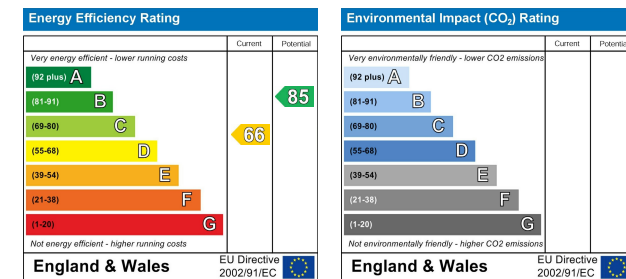 Energy Efficiency Rating
Current Potential
Very energy efficient - lower running costs
(92 plus) A
(81-91) B
85
(69-80) C
66
(55-68) D
(39-54) E
(21-38) F
(1-20) G
Not energy efficient - higher running costs
England & Wales
EU Directive
2002/91/EC
Environmental Impact (CO₂) Rating
Current Potential
Very environmentally friendly - lower CO2 emissions
(92 plus) A
(81-91) B
(69-80) C
(55-68) D
(39-54) E
(21-38) F
(1-20) G
Not environmentally friendly - higher CO2 emissions
England & Wales
EU Directive
2002/91/EC